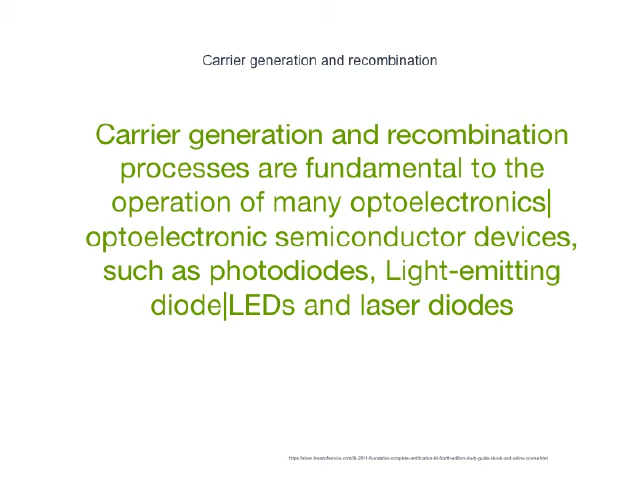 Carrier generation and recombination
Carrier generation and recombination
processes are fundamental to the
operation of many optoelectronics|
optoelectronic semiconductor devices,
such as photodiodes, Light-emitting
diode|LEDs and laser diodes